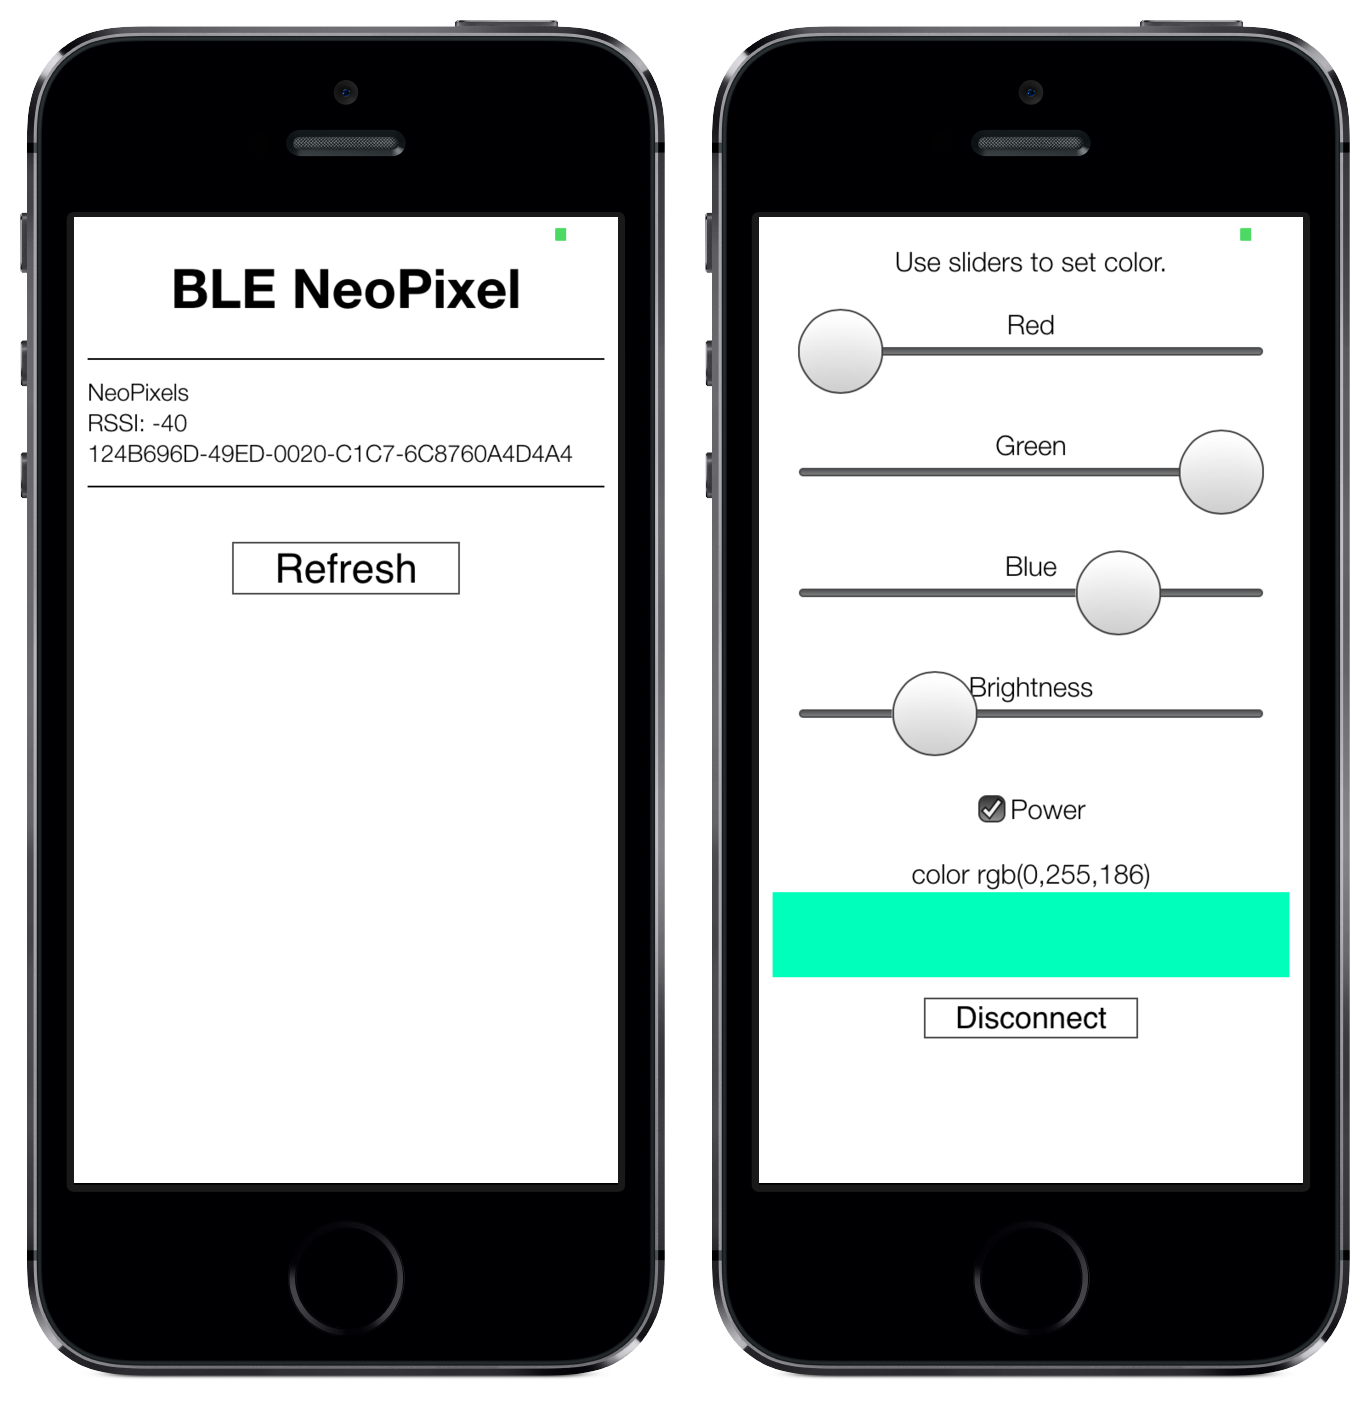 BLE NeoPixel
NeoPixels
RSSI: -40
124B696D-49ED-0020-C1C7-6C8760A4D4A4
Refresh
Use sliders to set color.
Red
Green
Blue
Brightness
Power
color rgb(0,255,186)
Disconnect